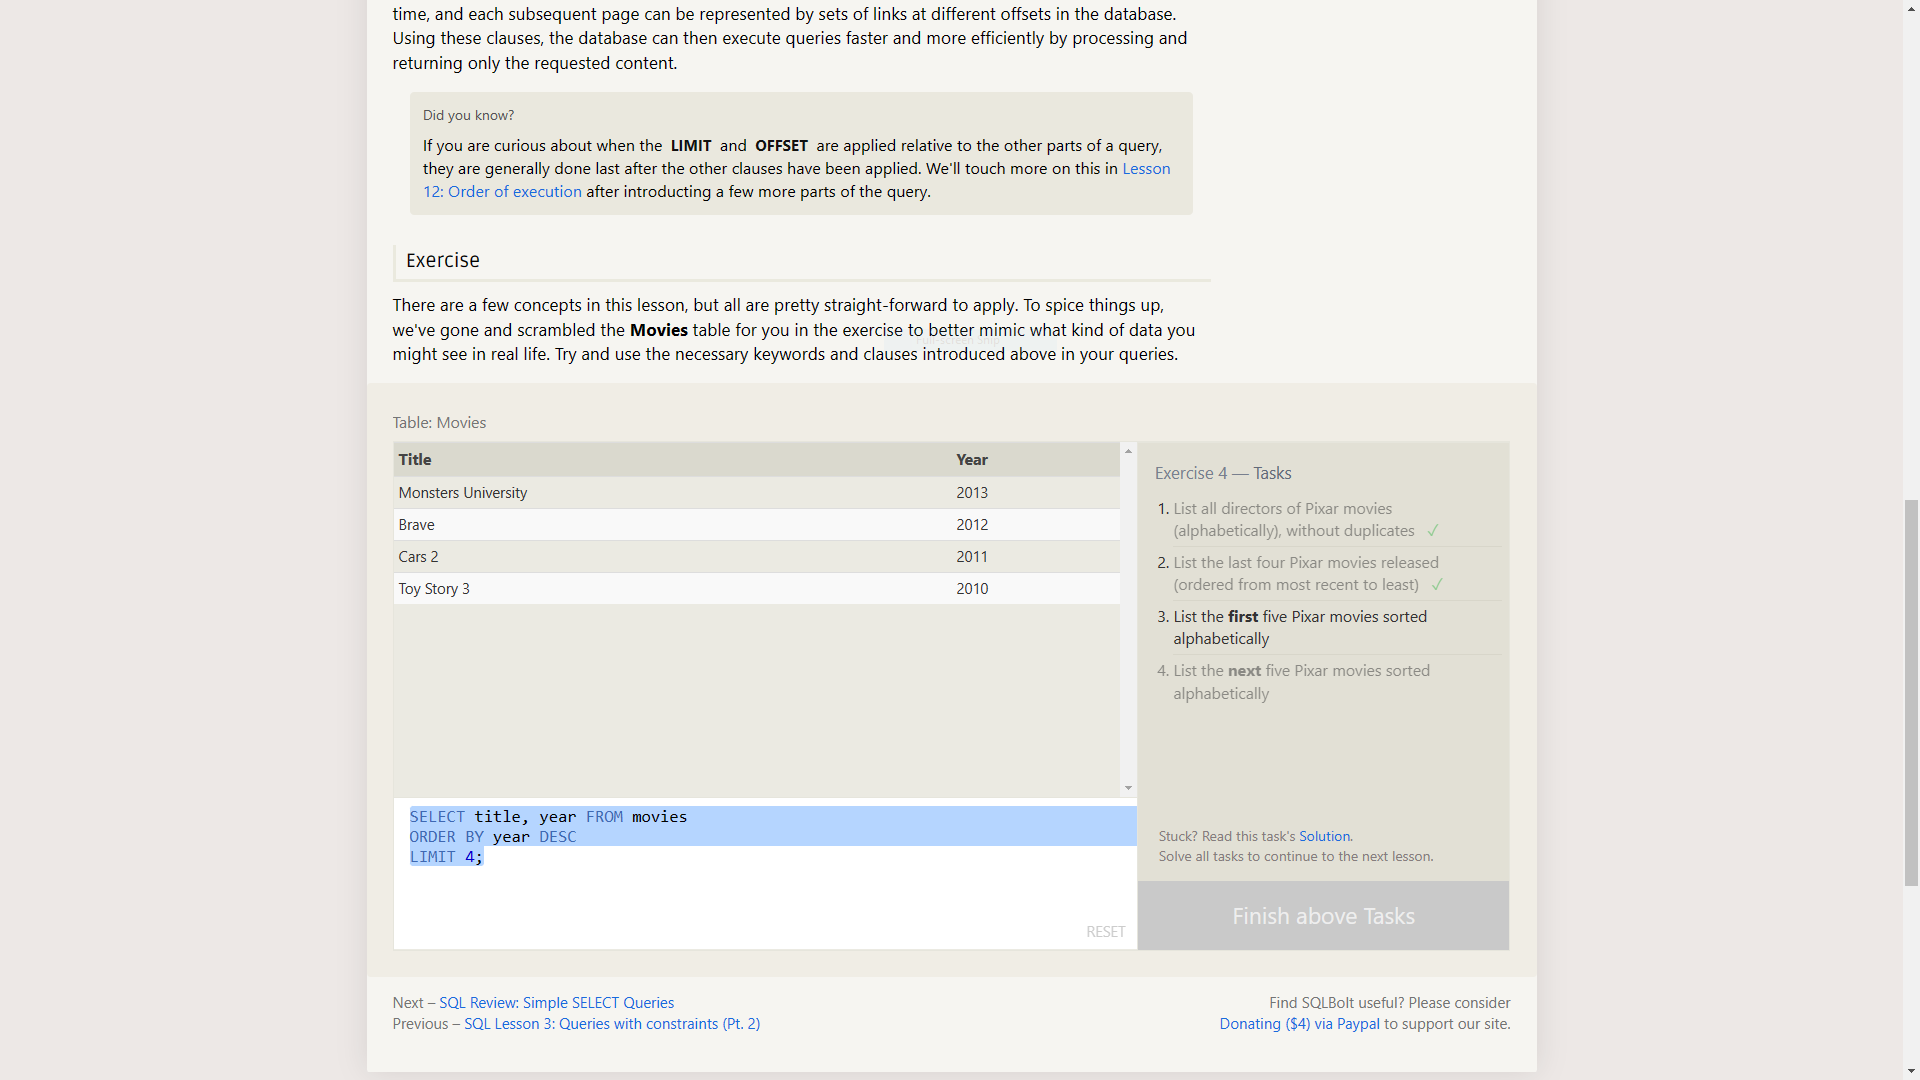 time, and each subsequent page can be represented by sets of links at different offsets in the database.
Using these clauses, the database can then execute queries faster and more efficiently by processing and
returning only the requested content.
Did you know?
If you are curious about when the LIMIT and OFFSET are applied relative to the other parts of a query,
they are generally done last after the other clauses have been applied. We'll touch more on this in Lesson
12: Order of execution after introducting a few more parts of the query.
Exercise
There are a few concepts in this lesson, but all are pretty straight-forward to apply. To spice things up,
we've gone and scrambled the Movies table for you in the exercise to better mimic what kind of data you
Full-screen Snip
might see in real life. Try and use the necessary keywords and clauses introduced above in your queries.
Table: Movies
Title Year
Monsters University 2013
Brave 2012
Cars 2 2011
Toy Story 3 2010
SELECT title, year FROM movies
ORDER BY year DESC
LIMIT 4;
RESET
Exercise 4 — Tasks
1. List all directors of Pixar movies
(alphabetically), without duplicates ✓
2. List the last four Pixar movies released
(ordered from most recent to least) ✓
3. List the first five Pixar movies sorted
alphabetically
4. List the next five Pixar movies sorted
alphabetically
Stuck? Read this task's Solution.
Solve all tasks to continue to the next lesson.
Finish above Tasks
Next – SQL Review: Simple SELECT Queries
Previous – SQL Lesson 3: Queries with constraints (Pt. 2)
Find SQLBolt useful? Please consider
Donating ($4) via Paypal to support our site.